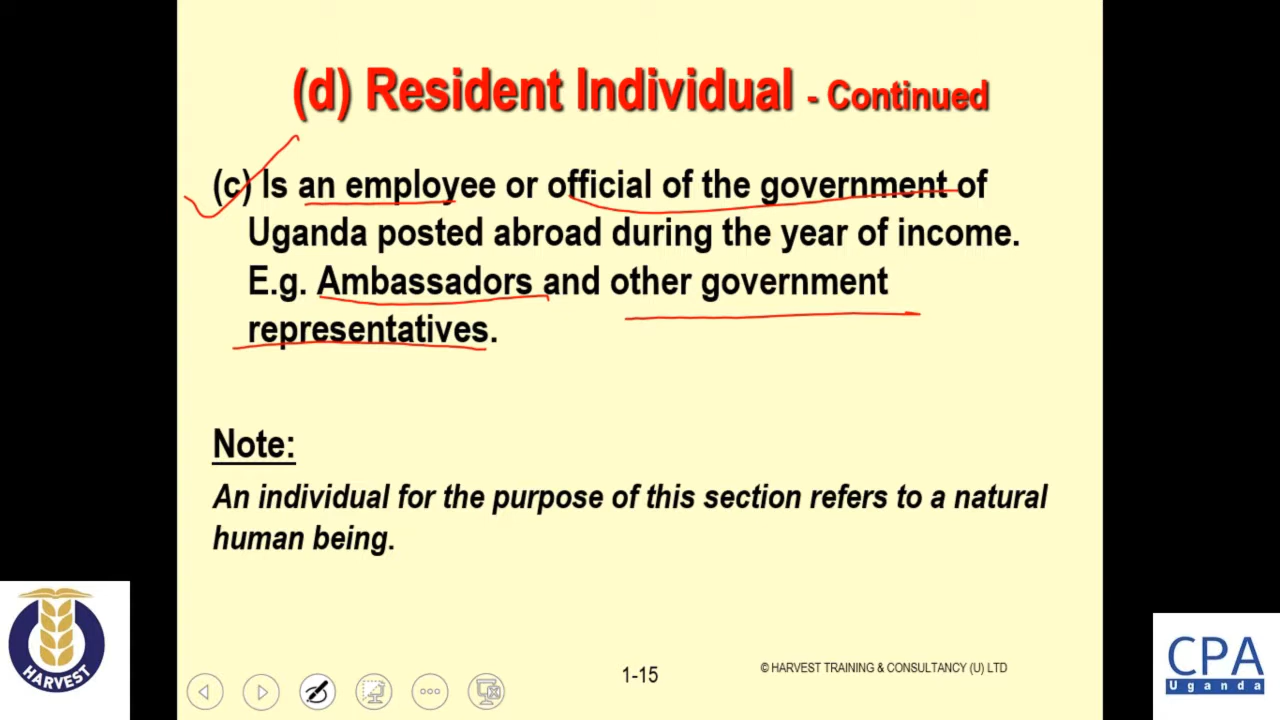 (d) Resident Individual - Continued
(c) Is an employee or official of the government of
Uganda posted abroad during the year of income.
E.g. Ambassadors and other government
representatives.
Note:
An individual for the purpose of this section refers to a natural
human being.
HARVEST
1-15
© HARVEST TRAINING & CONSULTANCY (U) LTD
CPA
Uganda